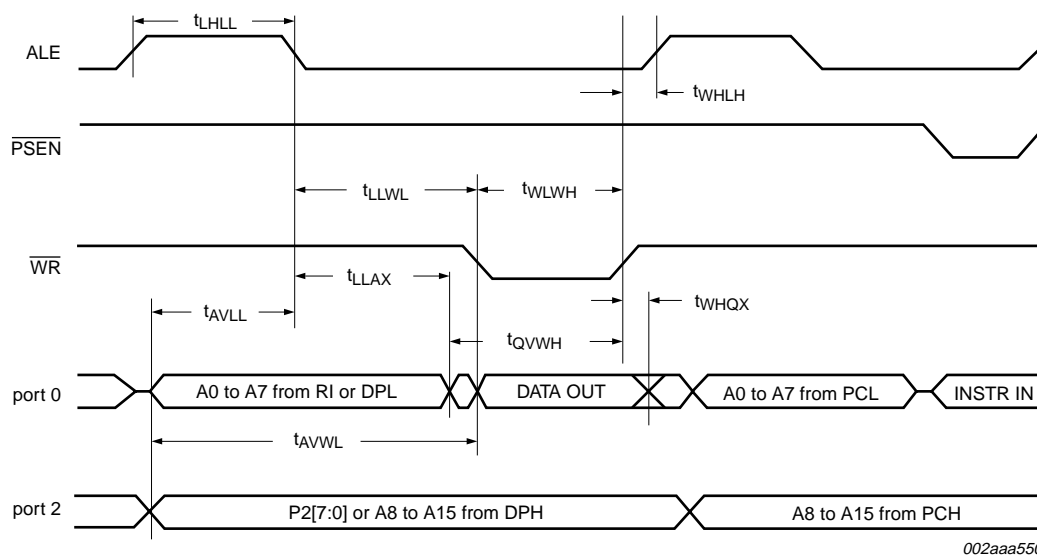 tLHLL
ALE
tWHLH
PSEN
tLLWL
tWLWH
WR
tLLAX
tWHQX
tAVLL
tQVWH
port 0
A0 to A7 from RI or DPL
DATA OUT
A0 to A7 from PCL
INSTR IN
tAVWL
port 2
P2[7:0] or A8 to A15 from DPH
A8 to A15 from PCH